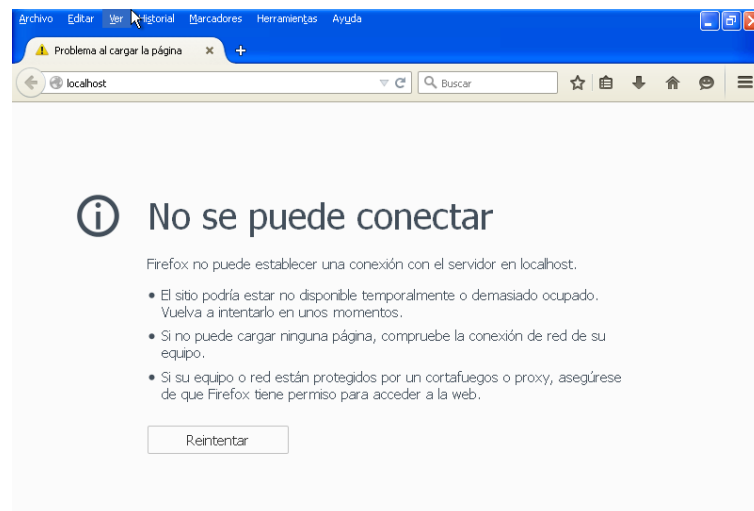 Archivo Editar Ver Historial Marcadores Herramientas Ayuda
Problema al cargar la página
localhost
Buscar
No se puede conectar
Firefox no puede establecer una conexión con el servidor en localhost.
El sitio podría estar no disponible temporalmente o demasiado ocupado.
Vuelva a intentarlo en unos momentos.
Si no puede cargar ninguna página, compruebe la conexión de red de su
equipo.
Si su equipo o red están protegidos por un cortafuegos o proxy, asegúrese
de que Firefox tiene permiso para acceder a la web.
Reintentar